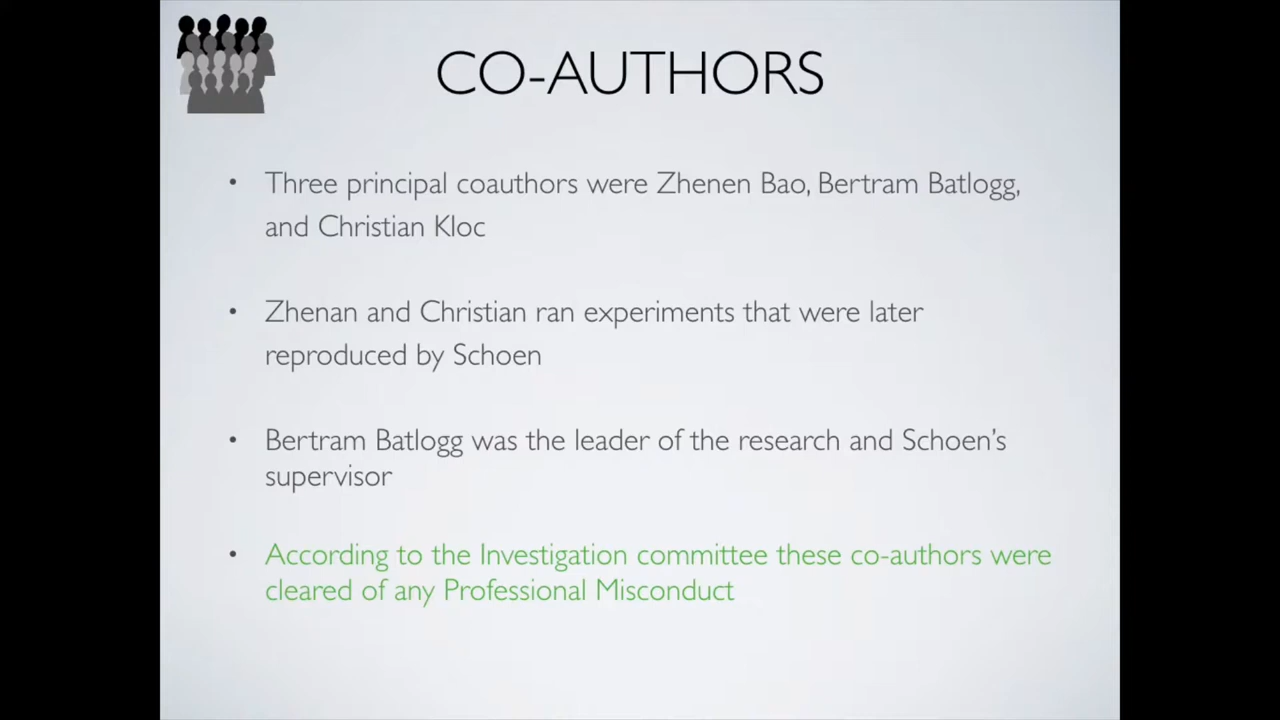 CO-AUTHORS
• Three principal coauthors were Zhenen Bao, Bertram Batlogg,
and Christian Kloc
• Zhenan and Christian ran experiments that were later
reproduced by Schoen
• Bertram Batlogg was the leader of the research and Schoen's
supervisor
• According to the Investigation committee these co-authors were
cleared of any Professional Misconduct